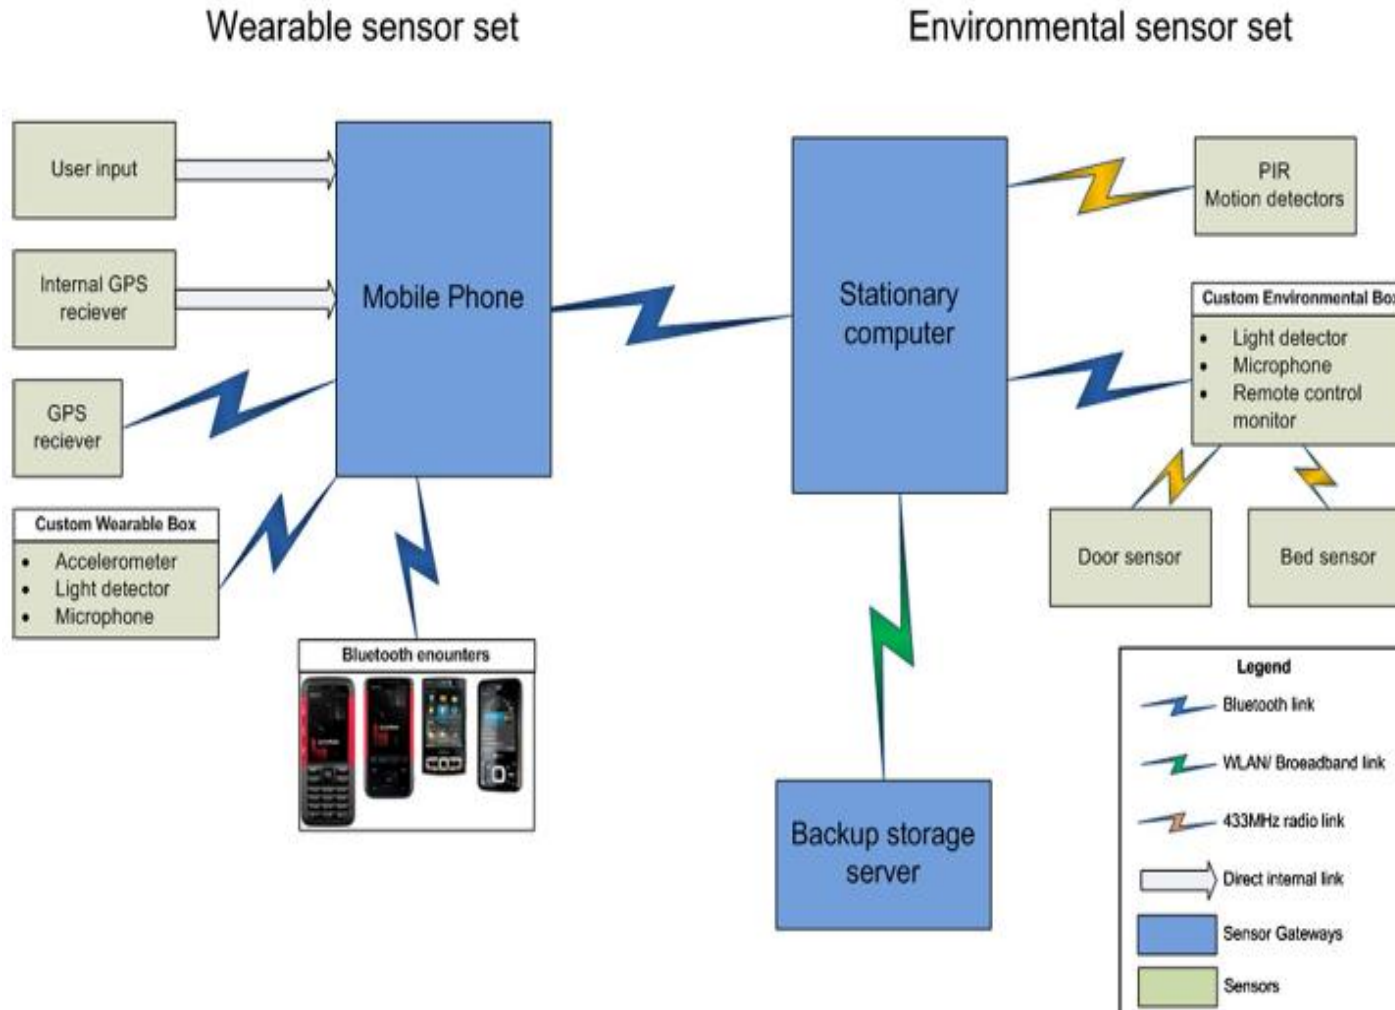 Wearable sensor set
Environmental sensor set
User input
Internal GPS
reciever
GPS
reciever
Custom Wearable Box
• Accelerometer
• Light detector
• Microphone
Mobile Phone
Bluetooth enounters
Stationary
computer
Backup storage
server
PIR
Motion detectors
Custom Environmental Box
• Light detector
• Microphone
• Remote control
monitor
Door sensor
Bed sensor
Legend
Bluetooth link
WLAN/ Broeadband link
433MHz radio link
Direct internal link
Sensor Gateways
Sensors